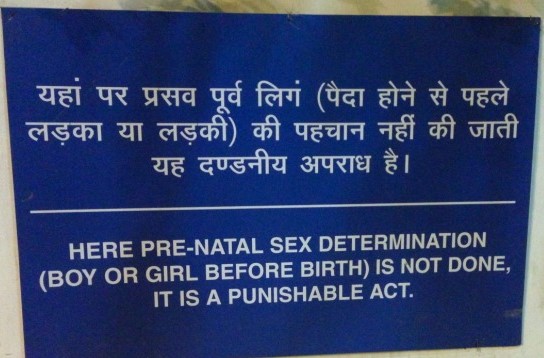 यहां पर प्रसव पूर्व लिगं (पैदा होने से पहले
लड़का या लड़की) की पहचान नहीं की जाती
यह दण्डनीय अपराध है।
HERE PRE-NATAL SEX DETERMINATION
(BOY OR GIRL BEFORE BIRTH) IS NOT DONE,
IT IS A PUNISHABLE ACT.